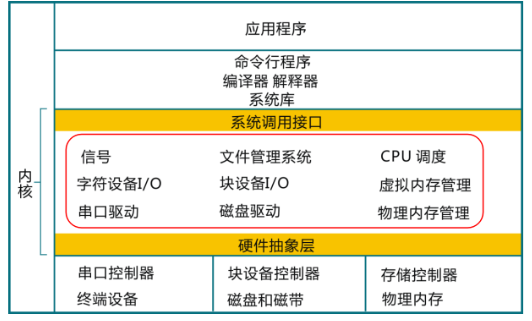 应用程序
命令行程序
编译器 解释器
系统库
系统调用接口
内核
信号 文件管理系统 CPU 调度
字符设备I/O 块设备I/O 虚拟内存管理
串口驱动 磁盘驱动 物理内存管理
硬件抽象层
串口控制器 块设备控制器 存储控制器
终端设备 磁盘和磁带 物理内存